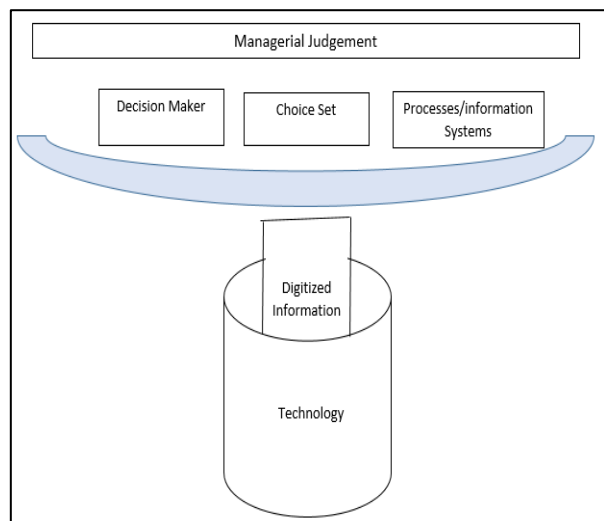 Managerial Judgement
Decision Maker
Choice Set
Processes/information
Systems
Digitized
Information
Technology